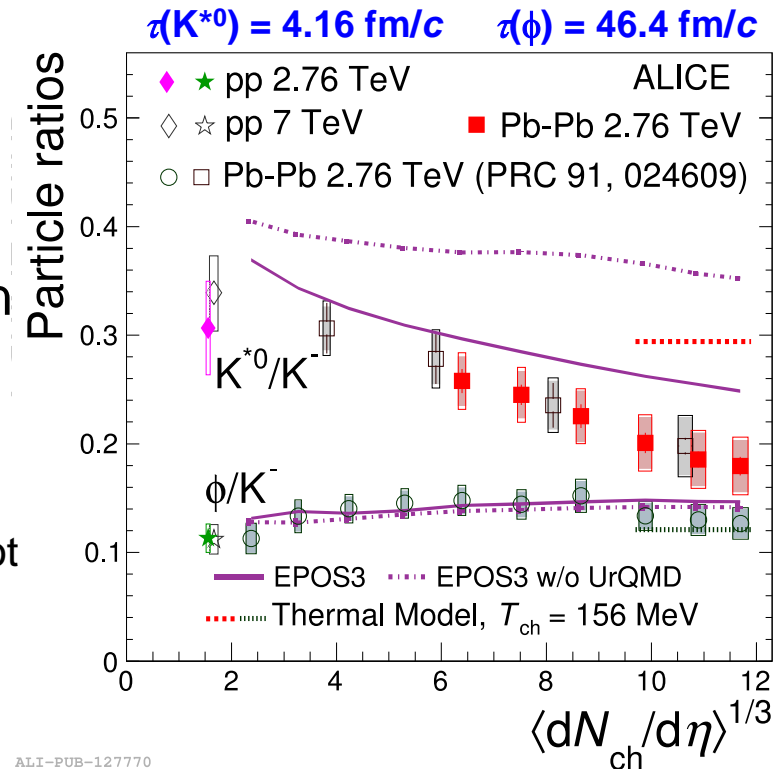 τ(K*⁰) = 4.16 fm/c τ(ϕ) = 46.4 fm/c
Particle ratios
pp 2.76 TeV ALICE
pp 7 TeV Pb-Pb 2.76 TeV
Pb-Pb 2.76 TeV (PRC 91, 024609)
K*⁰/K⁻
ϕ/K⁻
EPOS3 EPOS3 w/o UrQMD
Thermal Model, T_ch = 156 MeV
0.5
0.4
0.3
0.2
0.1
0
0 2 4 6 8 10 12
⟨dN_ch/dη⟩^1/3
ALI-PUB-127770